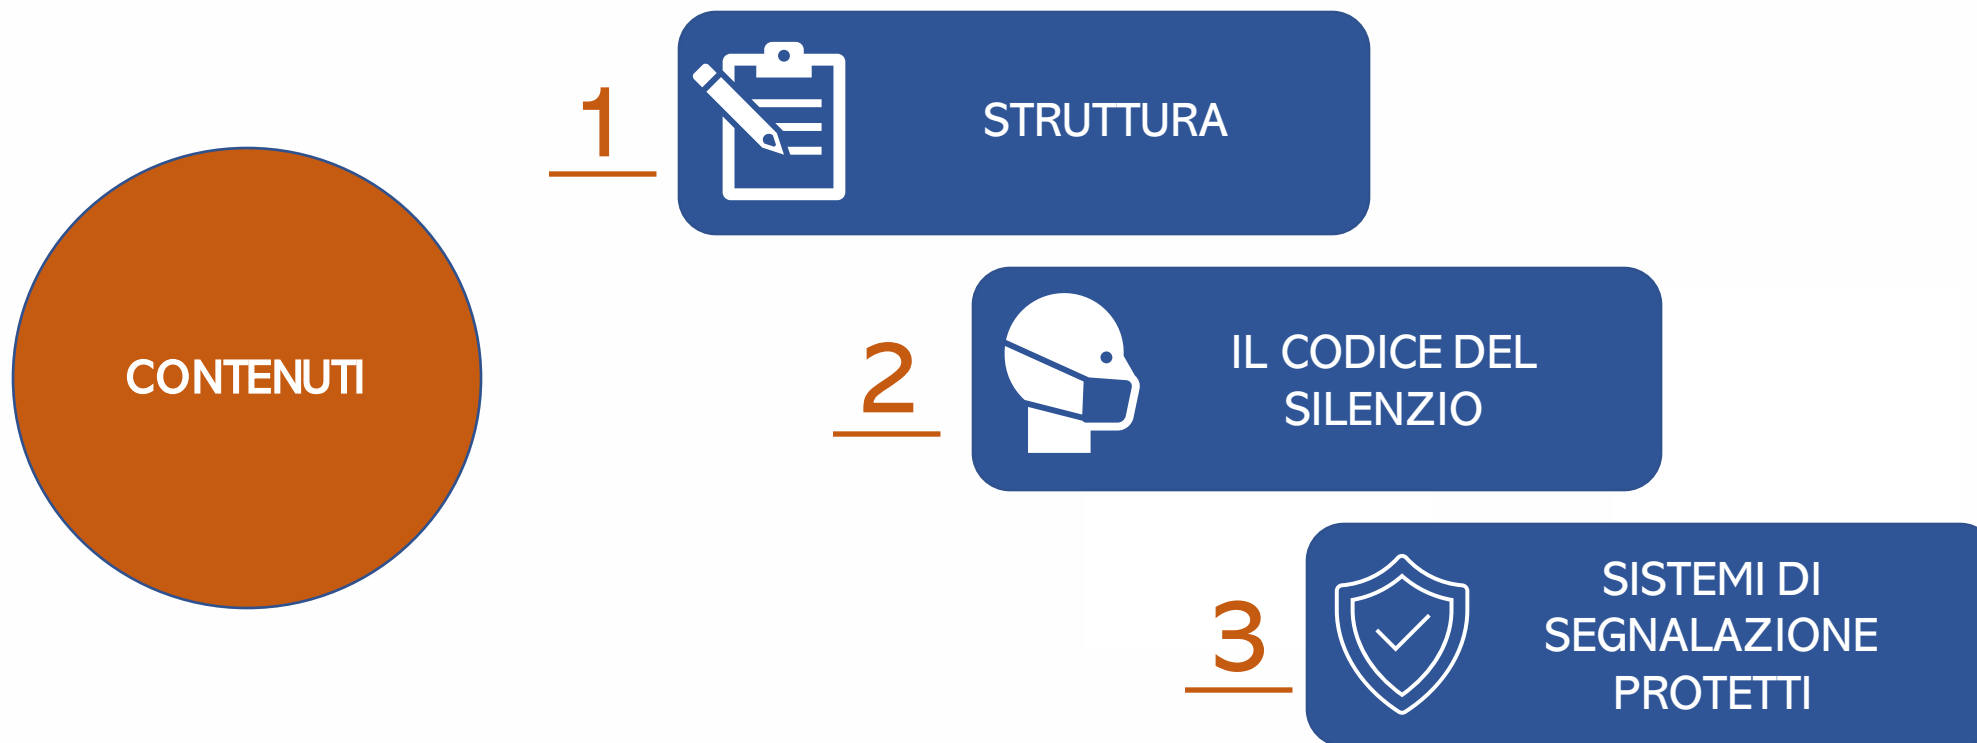 CONTENUTI
1
STRUTTURA
2
IL CODICE DEL
SILENZIO
3
SISTEMI DI
SEGNALAZIONE
PROTETTI